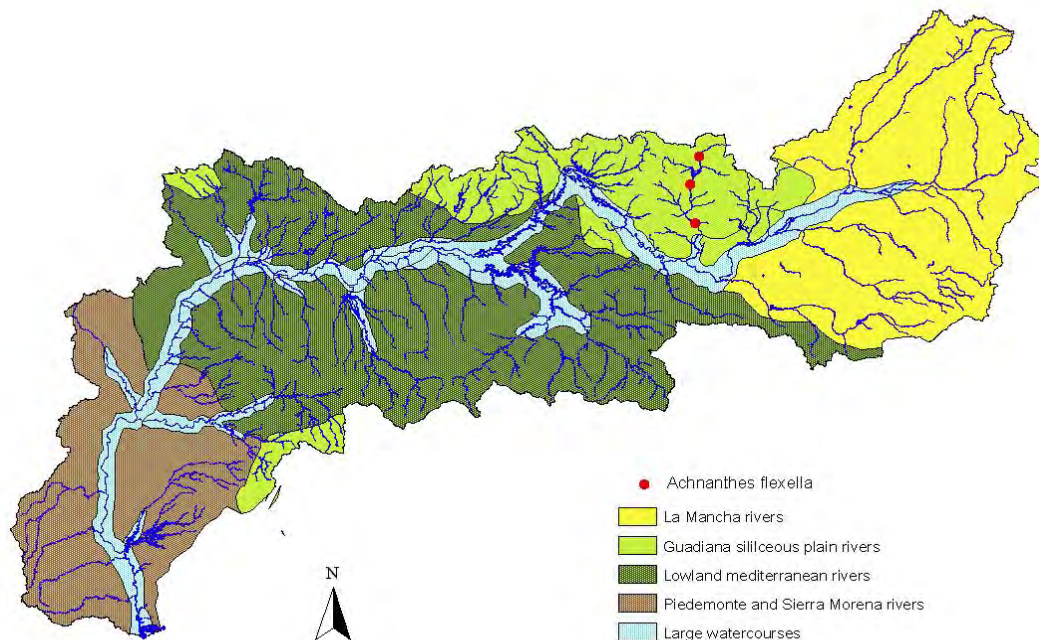 Achnanthes flexella
La Mancha rivers
Guadiana sililceous plain rivers
Lowland mediterranean rivers
Piedemonte and Sierra Morena rivers
Large watercourses
N